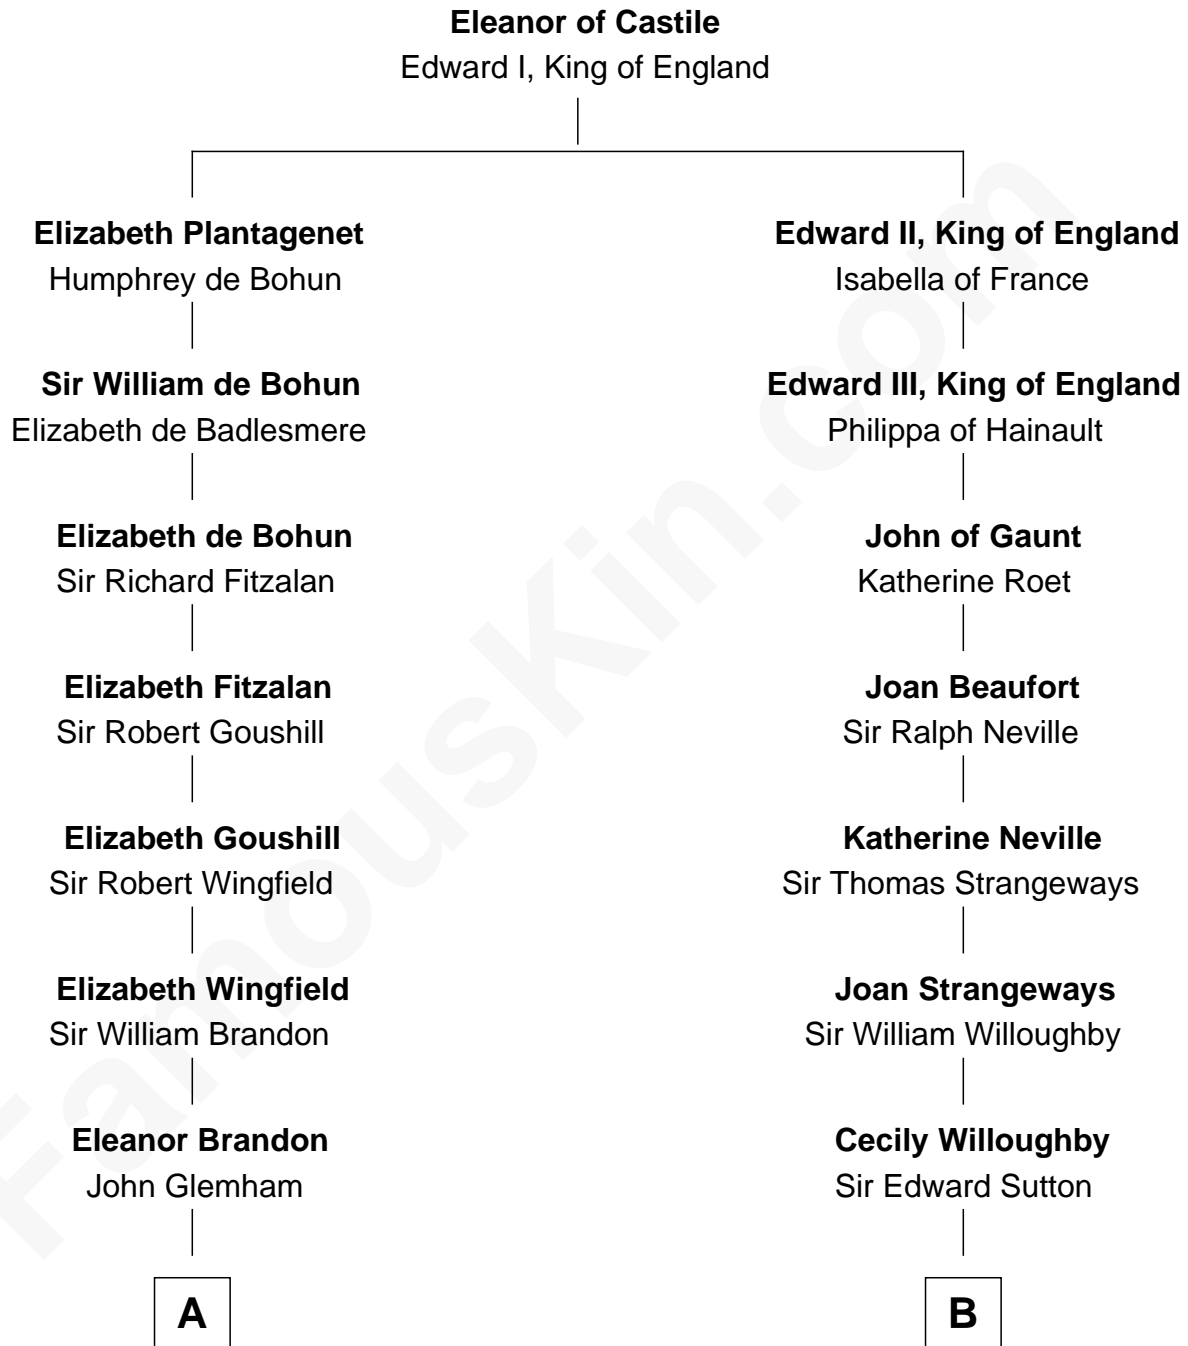 Eleanor of Castile
Edward I, King of England
Elizabeth Plantagenet
Humphrey de Bohun
Edward II, King of England
Isabella of France
Sir William de Bohun
Elizabeth de Badlesmere
Edward III, King of England
Philippa of Hainault
Elizabeth de Bohun
Sir Richard Fitzalan
John of Gaunt
Katherine Roet
Elizabeth Fitzalan
Sir Robert Goushill
Joan Beaufort
Sir Ralph Neville
Elizabeth Goushill
Sir Robert Wingfield
Katherine Neville
Sir Thomas Strangeways
Elizabeth Wingfield
Sir William Brandon
Joan Strangeways
Sir William Willoughby
Eleanor Brandon
John Glemham
Cecily Willoughby
Sir Edward Sutton
A
B
FamousKin.com